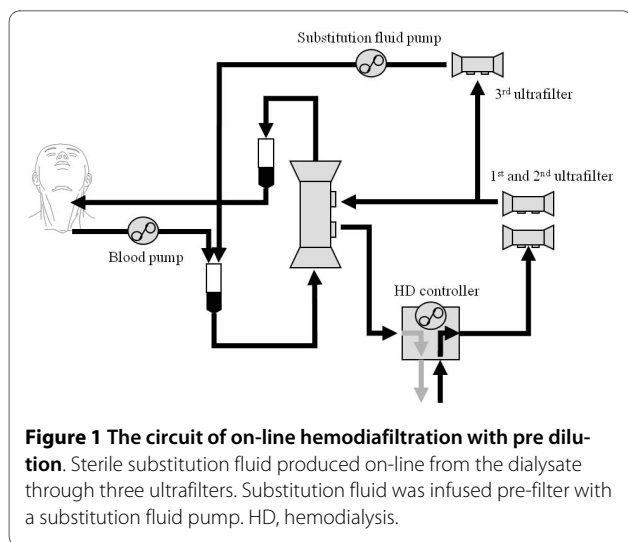 Substitution fluid pump
3rd ultrafilter
1st and 2nd ultrafilter
Blood pump
HD controller
Figure 1 The circuit of on-line hemodiafiltration with pre dilu-
tion. Sterile substitution fluid produced on-line from the dialysate
through three ultrafilters. Substitution fluid was infused pre-filter with
a substitution fluid pump. HD, hemodialysis.